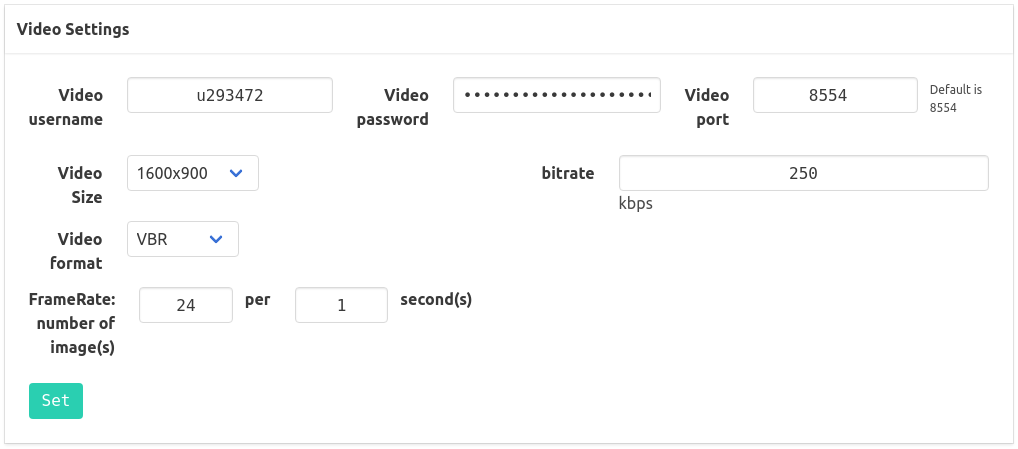 Video Settings
Video username
u293472
Video password
••••••••••••••••••••
Video port
8554
Default is 8554
Video Size
1600x900
bitrate
250
kbps
Video format
VBR
FrameRate: number of image(s)
24
per
1
second(s)
Set